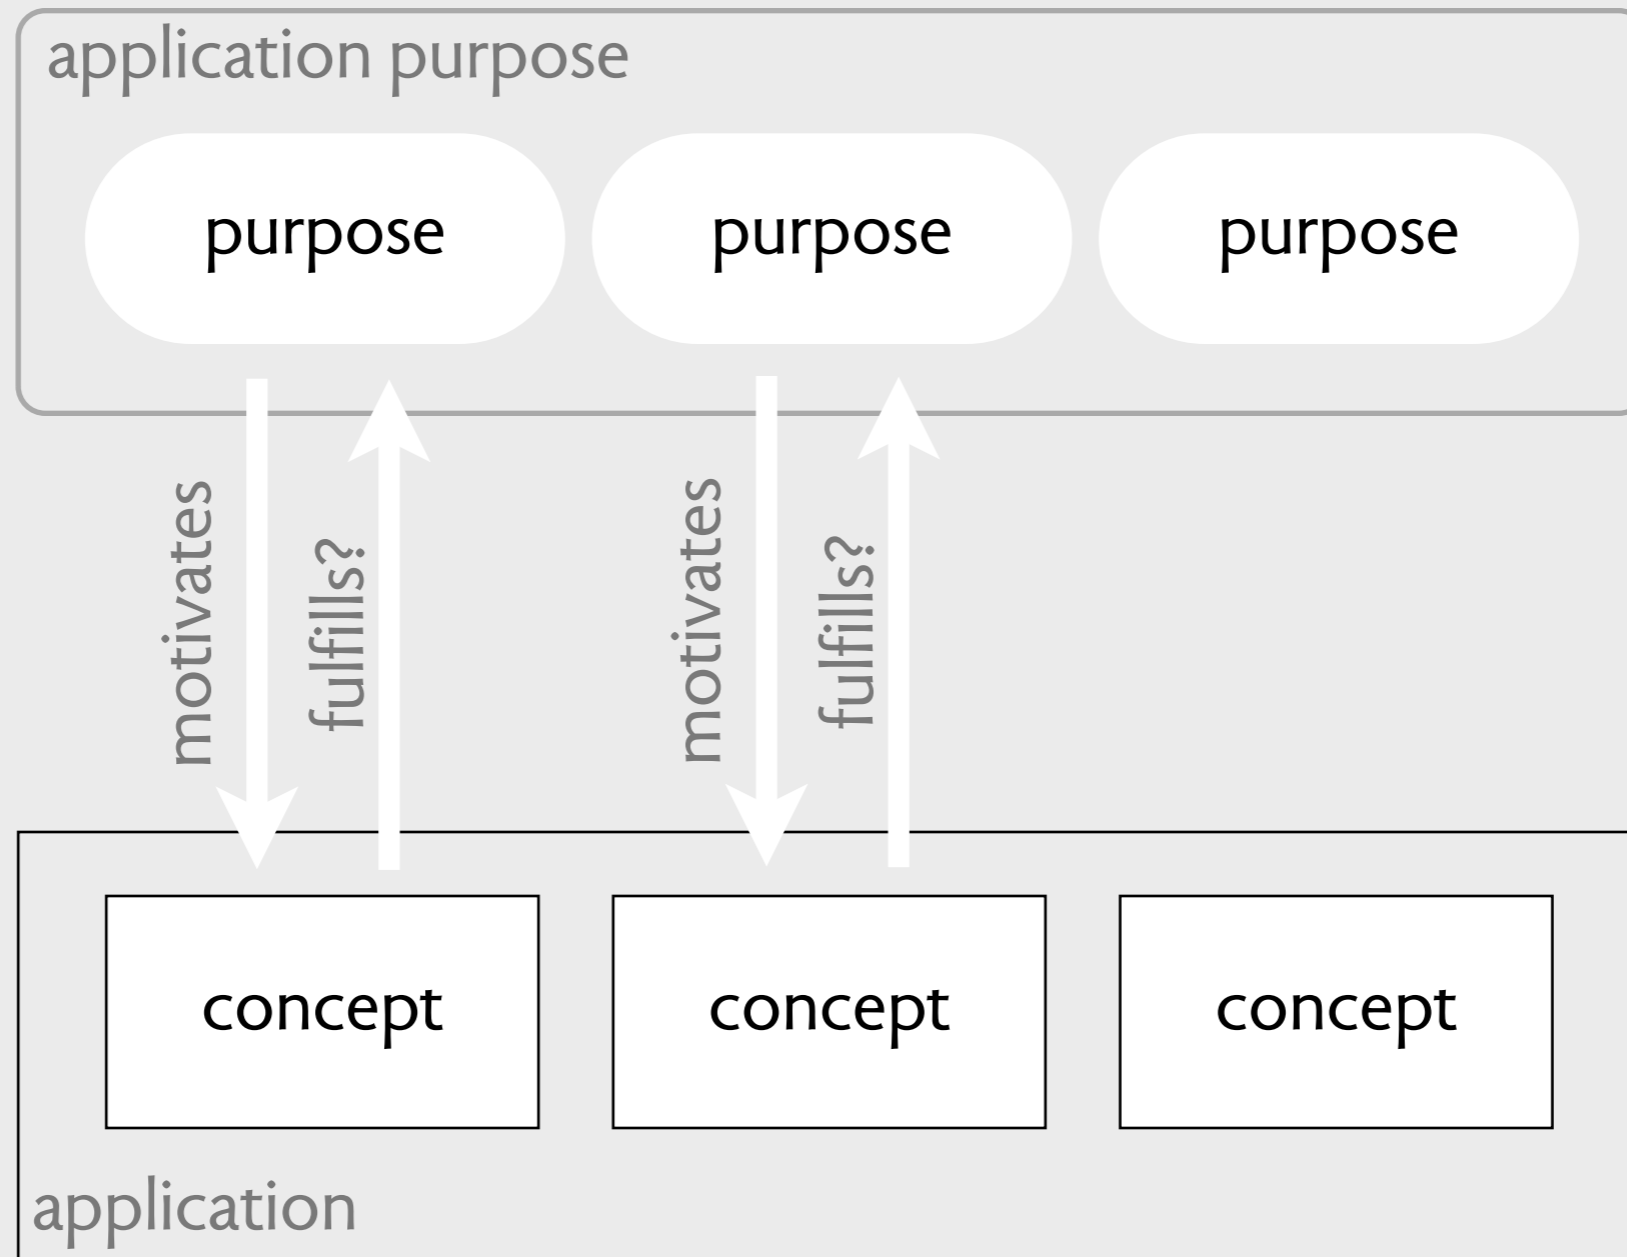 application purpose
purpose
purpose
purpose
motivates
fulfills?
motivates
fulfills?
concept
concept
concept
application